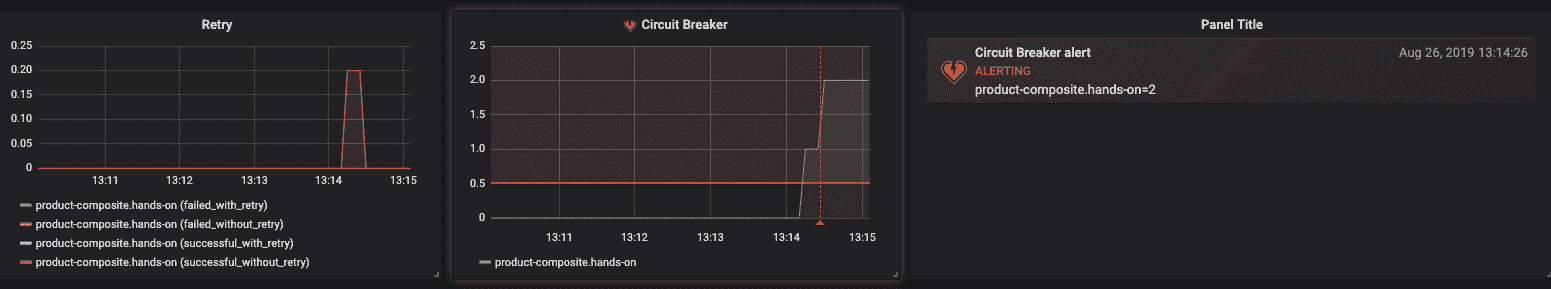 Retry
0.25
0.20
0.15
0.10
0.05
0
13:11 13:12 13:13 13:14 13:15
product-composite.hands-on (failed_with_retry)
product-composite.hands-on (failed_without_retry)
product-composite.hands-on (successful_with_retry)
product-composite.hands-on (successful_without_retry)
Circuit Breaker
2.5
2.0
1.5
1.0
0.5
0
13:11 13:12 13:13 13:14 13:15
product-composite.hands-on
Panel Title
Circuit Breaker alert Aug 26, 2019 13:14:26
ALERTING
product-composite.hands-on=2